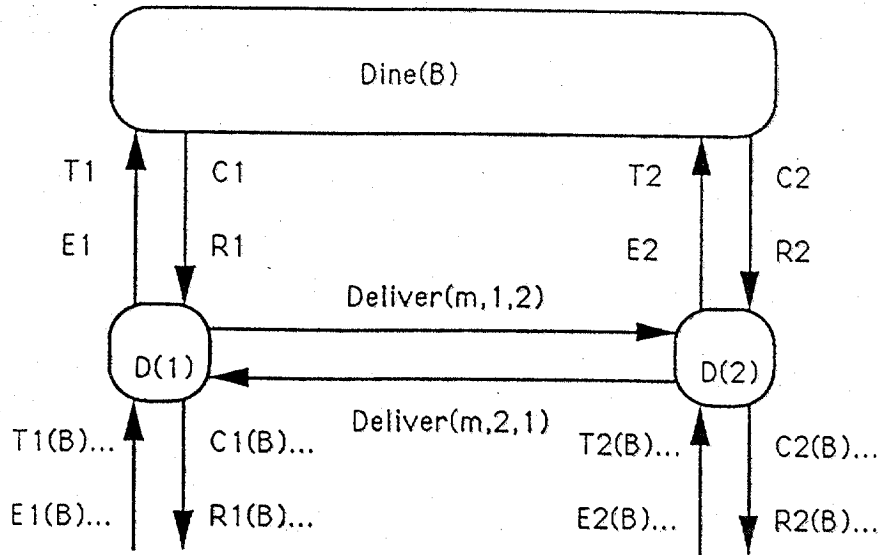 Dine(B)
T1 C1 T2 C2
E1 R1 E2 R2
Deliver(m,1,2)
D(1) D(2)
Deliver(m,2,1)
T1(B)... C1(B)... T2(B)... C2(B)...
E1(B)... R1(B)... E2(B)... R2(B)...